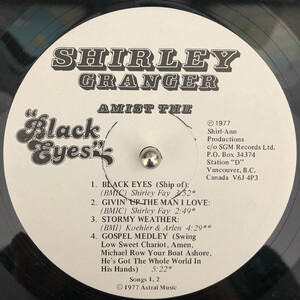 SHIRLEY
GRANGER
AMIST THE
"Black
Eyes"
℗ 1977
Shirl-Ann
Productions
c/o SGM Records Ltd.
P.O. Box 34374
Station "D"
Vancouver, B.C.
Canada V6J 4P3
1. BLACK EYES (Ship of):
(BMIC) Shirley Fay 3:52*
2. GIVIN' UP THE MAN I LOVE:
(BMIC) Shirley Fay 2:49*
3. STORMY WEATHER:
(BMI) Koehler & Arlen 4:29**
4. GOSPEL MEDLEY (Swing
Low Sweet Chariot, Amen,
Michael Row Your Boat Ashore,
He's Got The Whole World In
His Hands) 5:22*
Songs 1, 2
© 1977 Astral Music